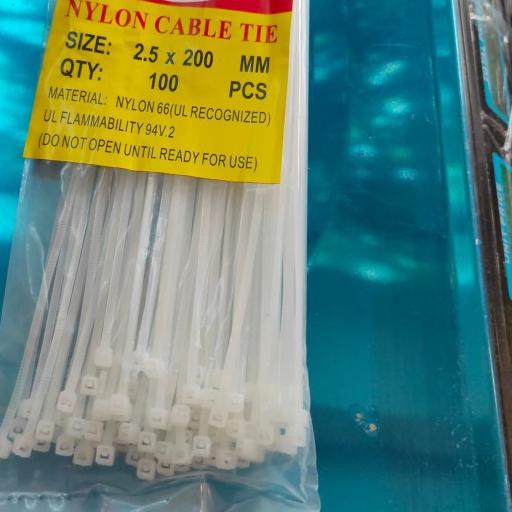 NYLON CABLE TIE
SIZE: 2.5 x 200 MM
QTY: 100 PCS
MATERIAL: NYLON 66(UL RECOGNIZED)
UL FLAMMABILITY 94V.2
(DO NOT OPEN UNTIL READY FOR USE)